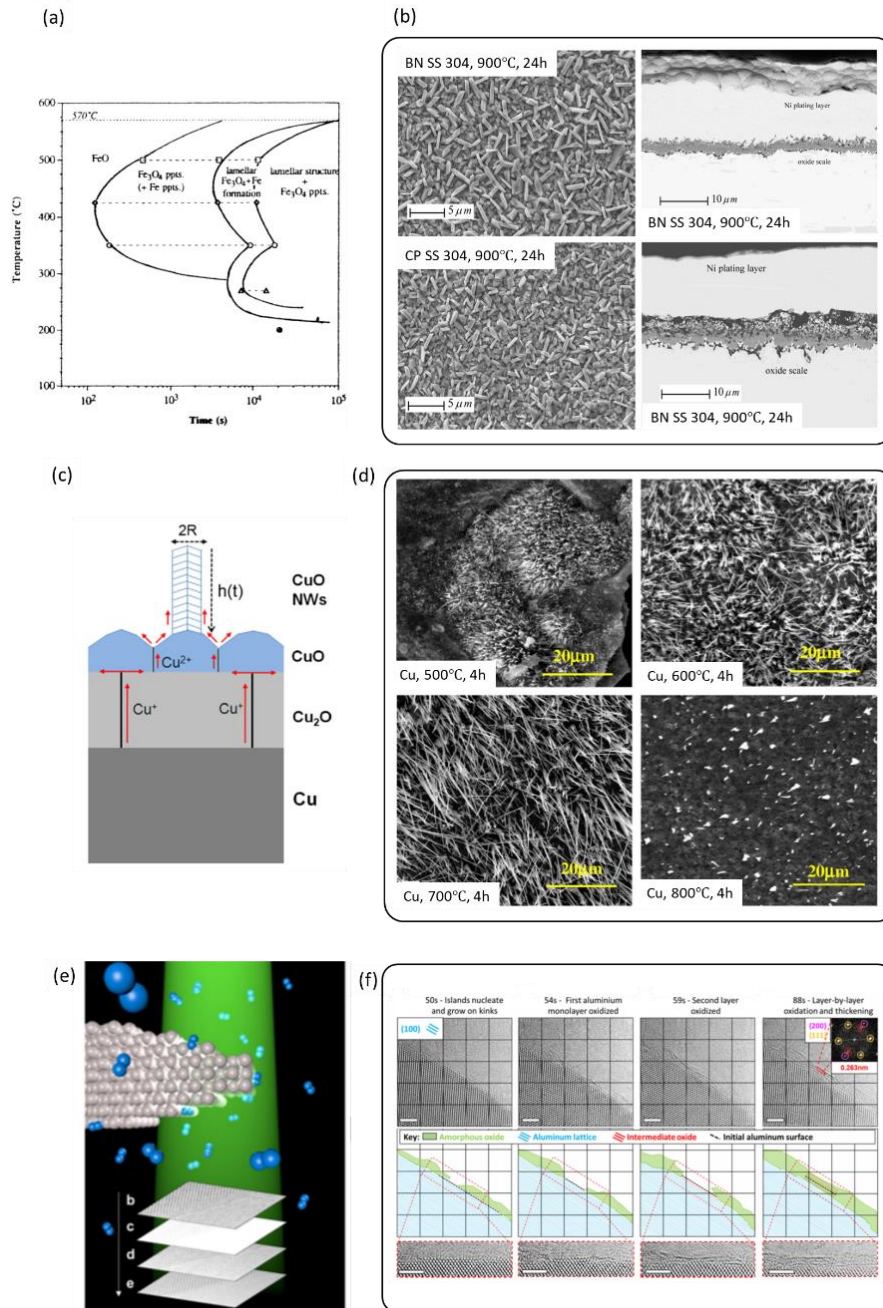 (a)
600
570°C
500
400
300
200
100
Temperature (°C)
FeO
Fe₃O₄ ppts.
(+ Fe ppts.)
lamellar
Fe₃O₄+Fe
formation
lamellar structure
+
Fe₃O₄ ppts.
10² 10³ 10⁴ 10⁵
Time (s)
(b)
BN SS 304, 900℃, 24h
5 μm
Ni plating layer
oxide scale
10 μm
BN SS 304, 900℃, 24h
CP SS 304, 900℃, 24h
5 μm
Ni plating layer
oxide scale
10 μm
BN SS 304, 900℃, 24h
(c)
2R
h(t)
CuO
NWs
CuO
Cu²⁺
Cu⁺ Cu⁺
Cu₂O
Cu
(d)
20μm
Cu, 500℃, 4h
20μm
Cu, 600℃, 4h
20μm
Cu, 700℃, 4h
20μm
Cu, 800℃, 4h
(e)
b
c
d
e
(f)
50s - Islands nucleate
and grow on kinks
54s - First aluminium
monolayer oxidized
59s - Second layer
oxidized
88s - Layer-by-layer
oxidation and thickening
(100)
(200)
(111)
0.263nm
Key: Amorphous oxide Aluminum lattice Intermediate oxide Initial aluminum surface